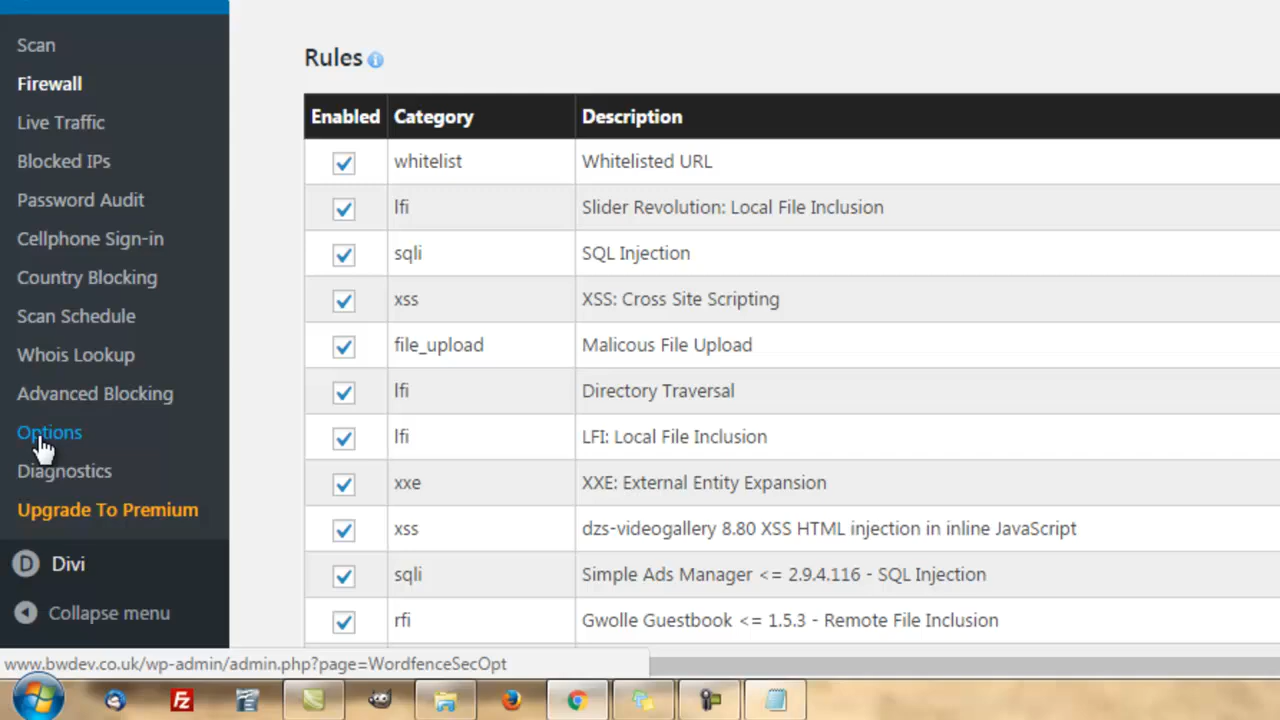 Scan
Firewall
Live Traffic
Blocked IPs
Password Audit
Cellphone Sign-in
Country Blocking
Scan Schedule
Whois Lookup
Advanced Blocking
Options
Diagnostics
Upgrade To Premium
D Divi
Collapse menu
Rules
Enabled Category Description
whitelist Whitelisted URL
lfi Slider Revolution: Local File Inclusion
sqli SQL Injection
xss XSS: Cross Site Scripting
file_upload Malicous File Upload
lfi Directory Traversal
lfi LFI: Local File Inclusion
xxe XXE: External Entity Expansion
xss dzs-videogallery 8.80 XSS HTML injection in inline JavaScript
sqli Simple Ads Manager <= 2.9.4.116 - SQL Injection
rfi Gwolle Guestbook <= 1.5.3 - Remote File Inclusion
www.bwdev.co.uk/wp-admin/admin.php?page=WordfenceSecOpt